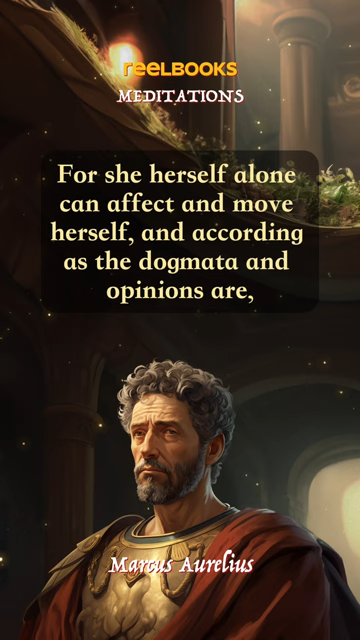 reelBOOKS
MEDITATIONS
For she herself alone
can affect and move
herself, and according
as the dogmata and
opinions are,
Marcus Aurelius